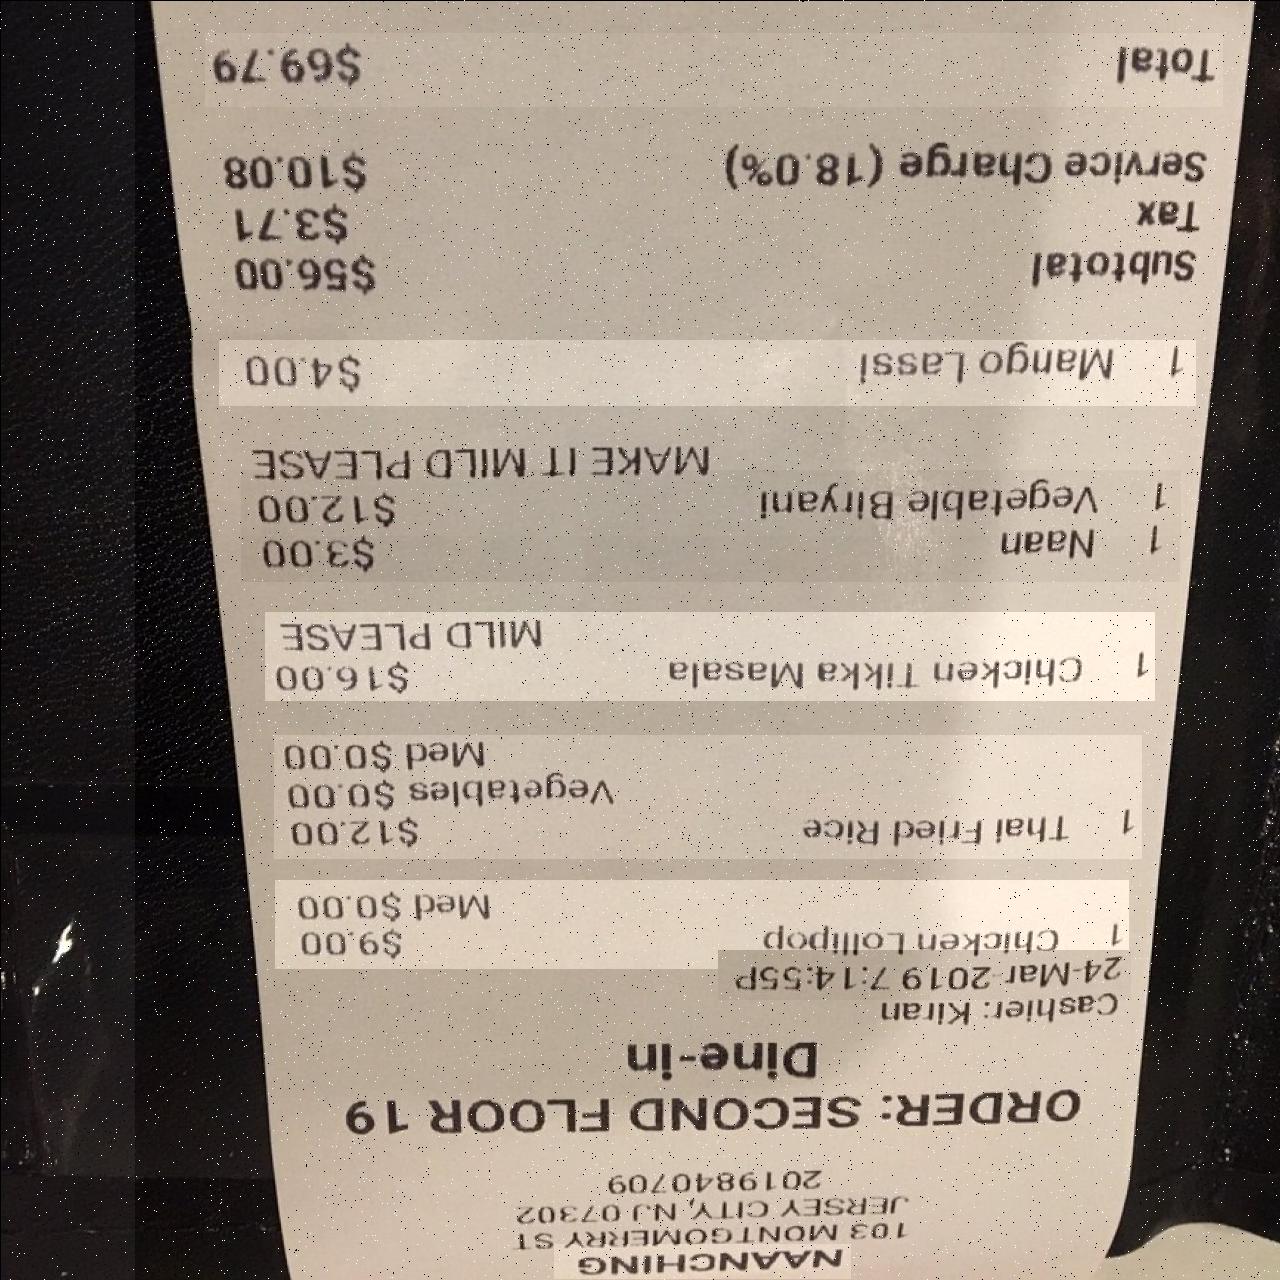 NAANCHING
103 MONTGOMERRY ST
JERSEY CITY, NJ 07302
2019840709
ORDER: SECOND FLOOR 19
Dine-in
Cashier: Kiran
24-Mar-2019 7:14:55P
1 Chicken Lollipop $9.00
Med $0.00
1 Thai Fried Rice $12.00
Vegetables $0.00
Med $0.00
1 Chicken Tikka Masala $16.00
MILD PLEASE
1 Naan $3.00
1 Vegetable Biryani $12.00
MAKE IT MILD PLEASE
1 Mango Lassi $4.00
Subtotal $56.00
Tax $3.71
Service Charge (18.0%) $10.08
Total $69.79